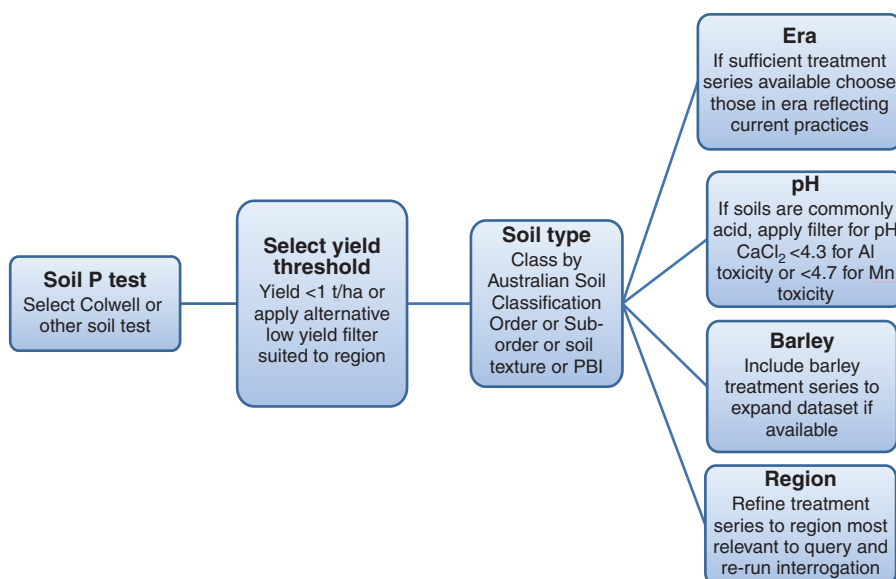 Soil P test
Select Colwell or
other soil test
Select yield
threshold
Yield <1 t/ha or
apply alternative
low yield filter
suited to region
Soil type
Class by
Australian Soil
Classification
Order or Sub-
order or soil
texture or PBI
Era
If sufficient treatment
series available choose
those in era reflecting
current practices
pH
If soils are commonly
acid, apply filter for pH
CaCl2 <4.3 for Al
toxicity or <4.7 for Mn
toxicity
Barley
Include barley
treatment series to
expand dataset if
available
Region
Refine treatment
series to region most
relevant to query and
re-run interrogation